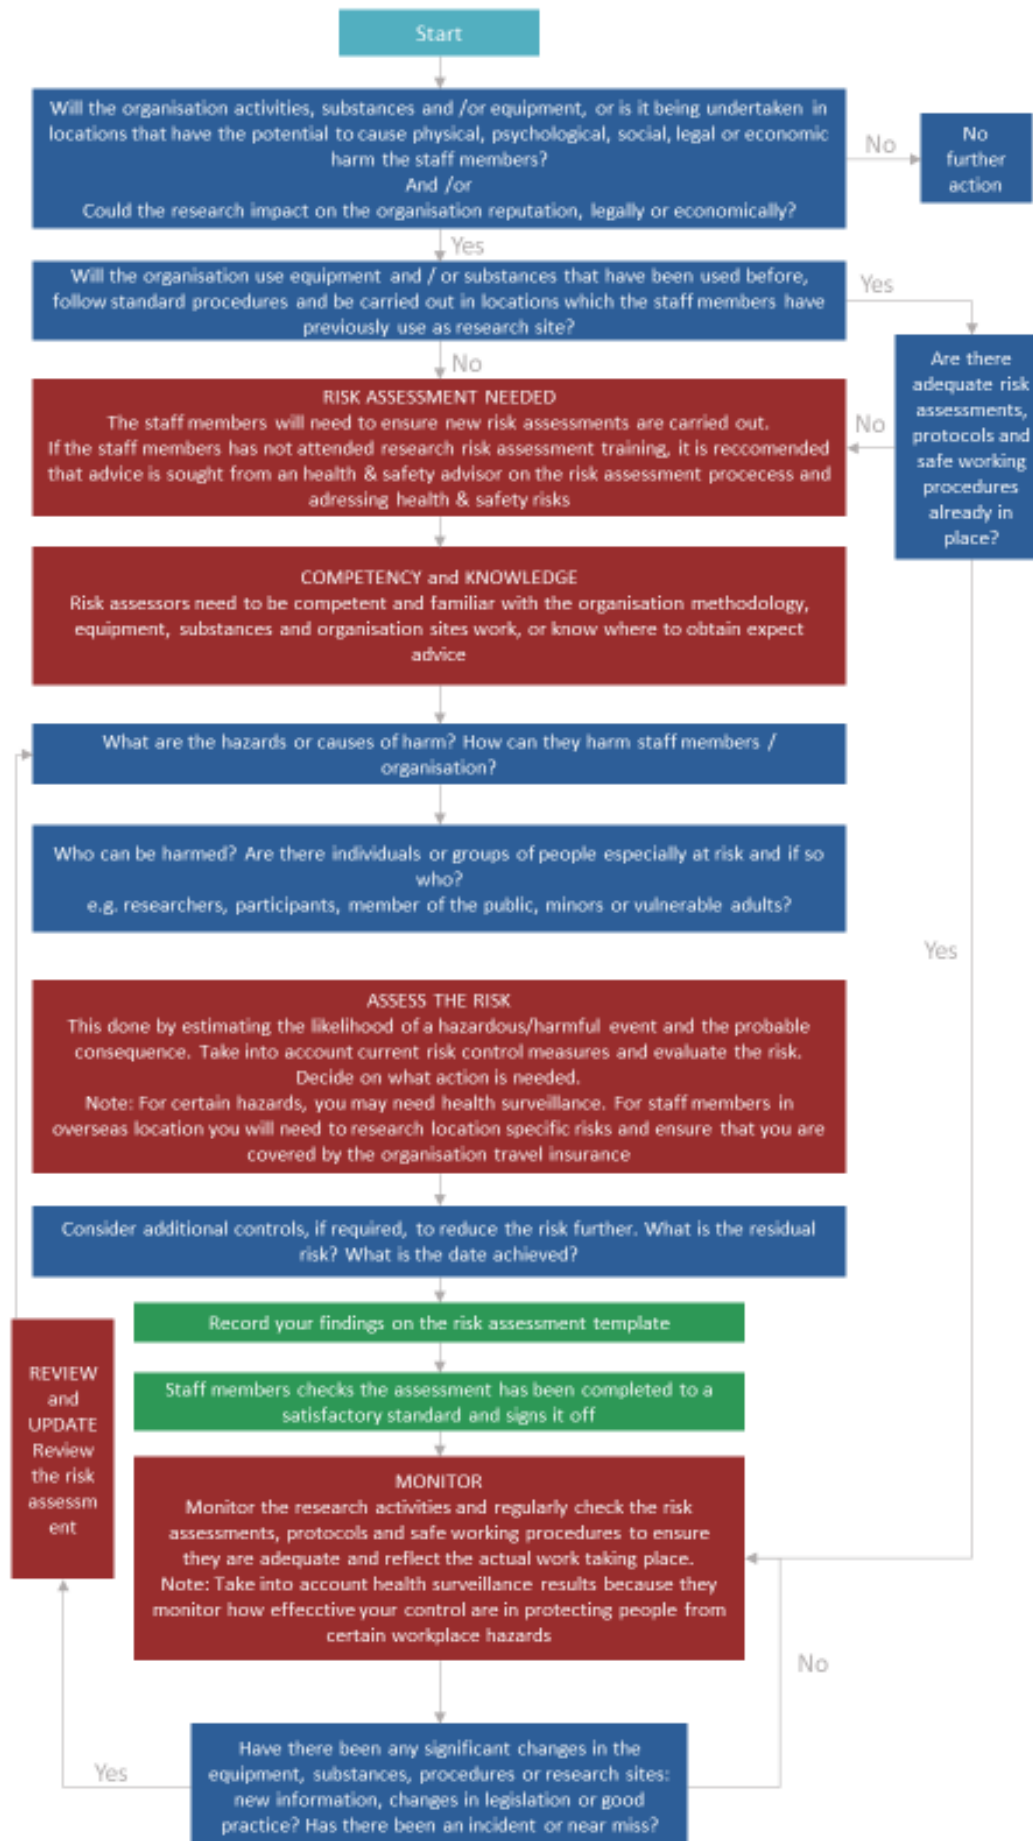 Start
Will the organisation activities, substances and /or equipment, or is it being undertaken in
locations that have the potential to cause physical, psychological, social, legal or economic
harm the staff members?
And /or
Could the research impact on the organisation reputation, legally or economically?
No
No
further
action
Yes
Will the organisation use equipment and / or substances that have been used before,
follow standard procedures and be carried out in locations which the staff members have
previously use as research site?
Yes
No
Are there
adequate risk
assessments,
protocols and
safe working
procedures
already in
place?
No
RISK ASSESSMENT NEEDED
The staff members will need to ensure new risk assessments are carried out.
If the staff members has not attended research risk assessment training, it is reccomended
that advice is sought from an health & safety advisor on the risk assessment procecess and
adressing health & safety risks
COMPETENCY and KNOWLEDGE
Risk assessors need to be competent and familiar with the organisation methodology,
equipment, substances and organisation sites work, or know where to obtain expect
advice
What are the hazards or causes of harm? How can they harm staff members /
organisation?
Who can be harmed? Are there individuals or groups of people especially at risk and if so
who?
e.g. researchers, participants, member of the public, minors or vulnerable adults?
Yes
ASSESS THE RISK
This done by estimating the likelihood of a hazardous/harmful event and the probable
consequence. Take into account current risk control measures and evaluate the risk.
Decide on what action is needed.
Note: For certain hazards, you may need health surveillance. For staff members in
overseas location you will need to research location specific risks and ensure that you are
covered by the organisation travel insurance
Consider additional controls, if required, to reduce the risk further. What is the residual
risk? What is the date achieved?
Record your findings on the risk assessment template
Staff members checks the assessment has been completed to a
satisfactory standard and signs it off
REVIEW
and
UPDATE
Review
the risk
assessm
ent
MONITOR
Monitor the research activities and regularly check the risk
assessments, protocols and safe working procedures to ensure
they are adequate and reflect the actual work taking place.
Note: Take into account health surveillance results because they
monitor how effecctive your control are in protecting people from
certain workplace hazards
No
Yes
Have there been any significant changes in the
equipment, substances, procedures or research sites:
new information, changes in legislation or good
practice? Has there been an incident or near miss?